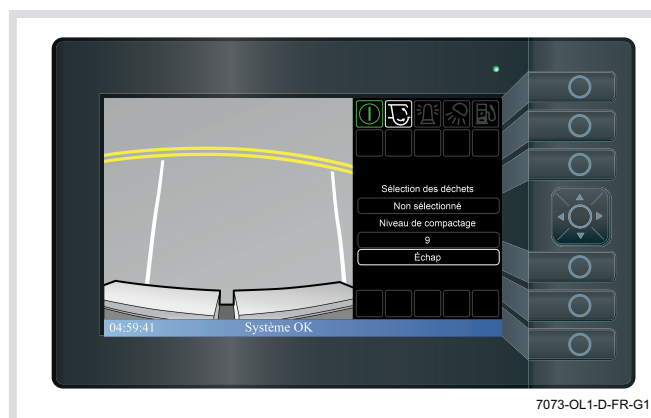 Sélection des déchets
Non sélectionné
Niveau de compactage
9
Échap
04:59:41 Système OK
7073-OL1-D-FR-G1